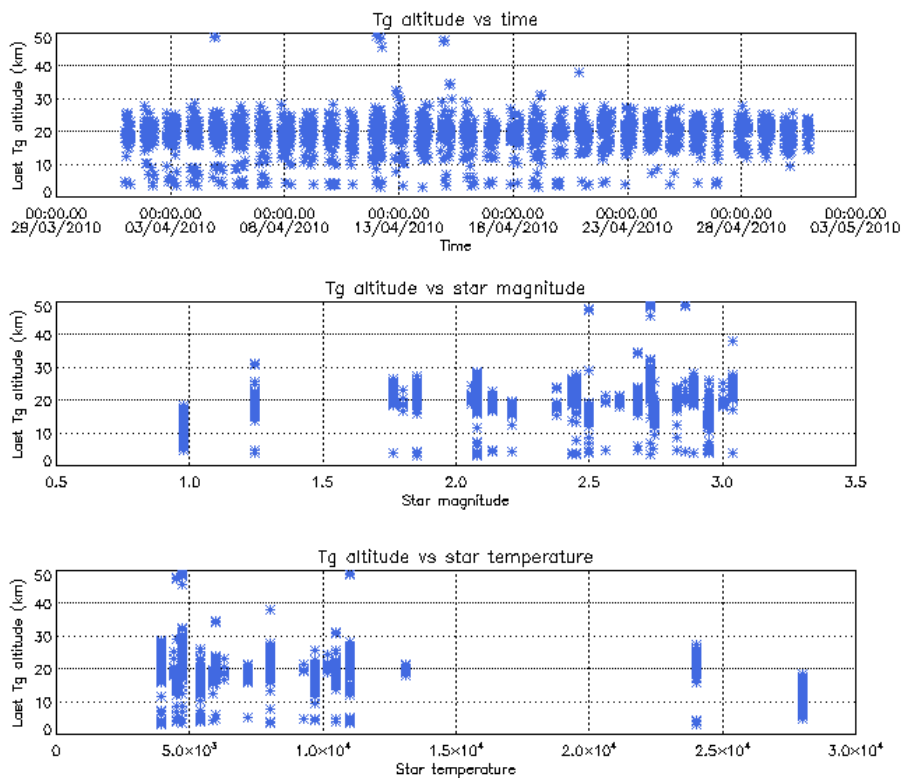 Tg altitude vs time
Last Tg altitude (km)
50
40
30
20
10
0
00:00.00 00:00.00 00:00.00 00:00.00 00:00.00 00:00.00 00:00.00 00:00.00
29/03/2010 03/04/2010 08/04/2010 13/04/2010 18/04/2010 23/04/2010 28/04/2010 03/05/2010
Time
Tg altitude vs star magnitude
Last Tg altitude (km)
50
40
30
20
10
0
0.5 1.0 1.5 2.0 2.5 3.0 3.5
Star magnitude
Tg altitude vs star temperature
Last Tg altitude (km)
50
40
30
20
10
0
0 5.0×10³ 1.0×10⁴ 1.5×10⁴ 2.0×10⁴ 2.5×10⁴ 3.0×10⁴
Star temperature